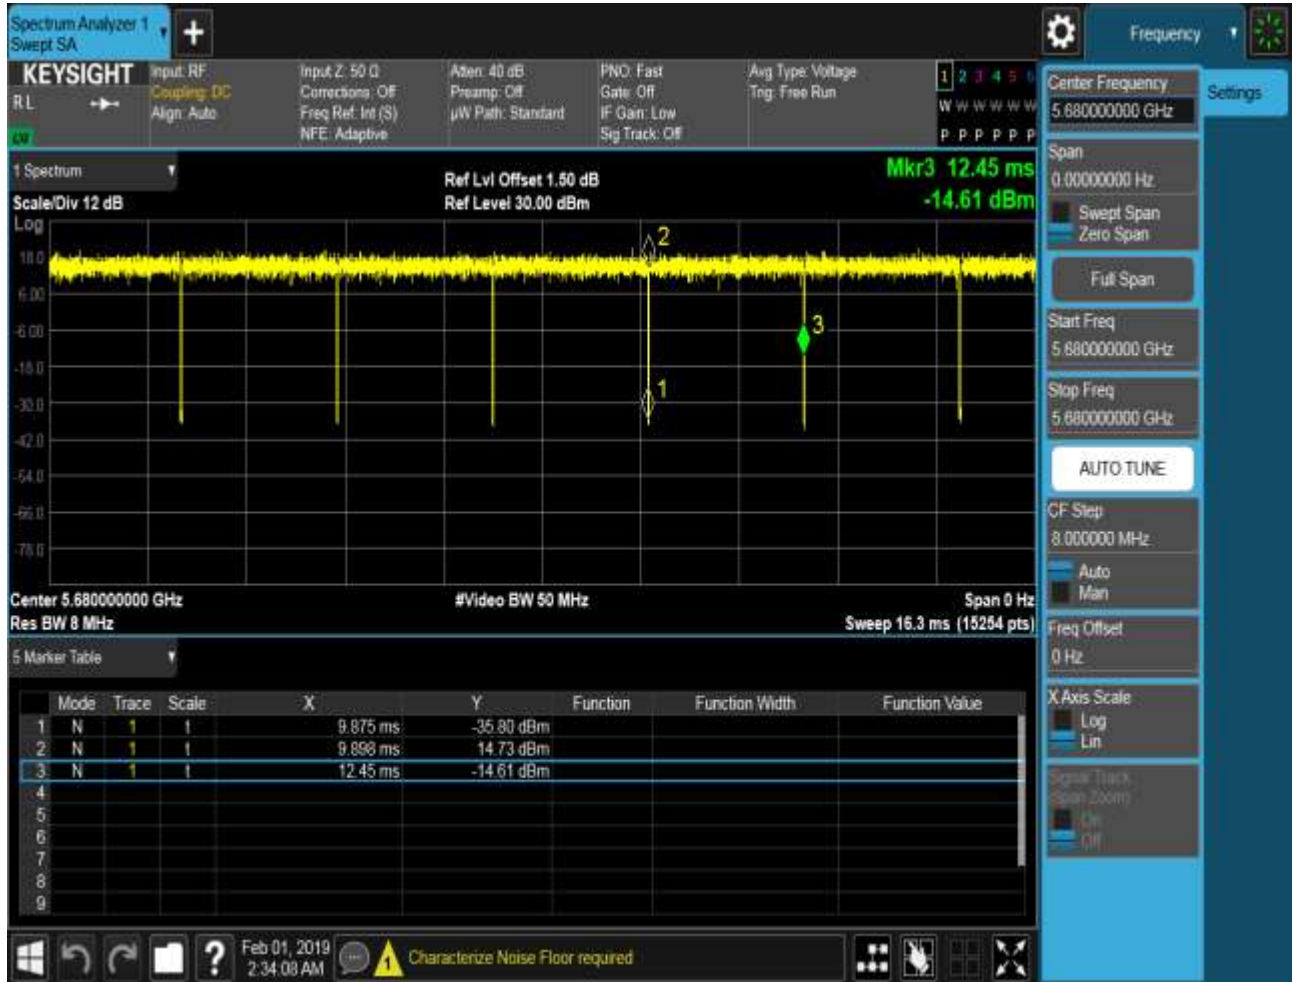 Spectrum Analyzer 1
Swept SA
+
Frequency
KEYSIGHT
RL
Input: RF
Coupling: DC
Align: Auto
Input Z: 50 Ω
Corrections: Off
Freq Ref: Int (S)
NFE: Adaptive
Atten: 40 dB
Preamp: Off
µW Path: Standard
PNO: Fast
Gate: Off
IF Gain: Low
Sig Track: Off
Avg Type: Voltage
Trig: Free Run
1 2 3 4 5 6
W W W W W W
P P P P P P
1 Spectrum
Scale/Div 12 dB
Ref Lvl Offset 1.50 dB
Ref Level 30.00 dBm
Mkr3 12.45 ms
-14.61 dBm
Log
18.0
6.00
-6.00
-18.0
-30.0
-42.0
-54.0
-66.0
-78.0
2
3
1
Center 5.680000000 GHz
Res BW 8 MHz
#Video BW 50 MHz
Span 0 Hz
Sweep 16.3 ms (15254 pts)
5 Marker Table
Mode Trace Scale X Y Function Function Width Function Value
1 N 1 t 9.875 ms -35.80 dBm
2 N 1 t 9.898 ms 14.73 dBm
3 N 1 t 12.45 ms -14.61 dBm
4
5
6
7
8
9
Feb 01, 2019
2:34:08 AM
?
1
Characterize Noise Floor required
Center Frequency
5.680000000 GHz
Settings
Span
0.00000000 Hz
Swept Span
Zero Span
Full Span
Start Freq
5.680000000 GHz
Stop Freq
5.680000000 GHz
AUTO TUNE
CF Step
8.000000 MHz
Auto
Man
Freq Offset
0 Hz
X Axis Scale
Log
Lin
Signal Track
(Span Zoom)
On
Off